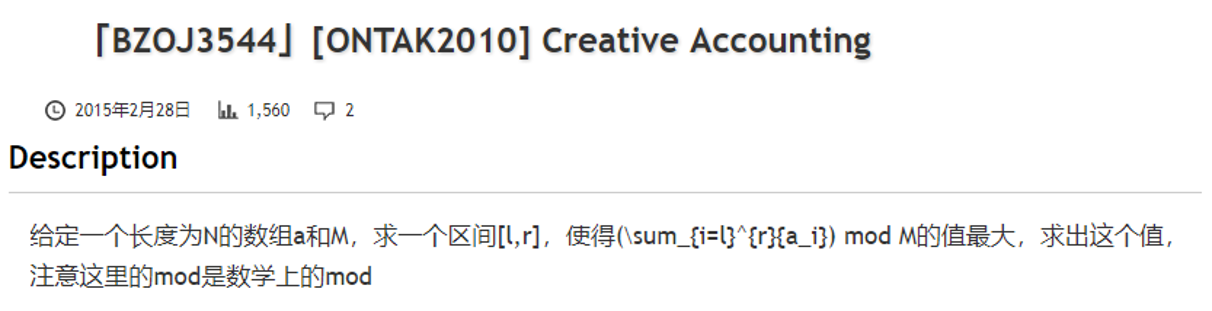 「BZOJ3544」[ONTAK2010] Creative Accounting
2015年2月28日 1,560 2
Description
给定一个长度为N的数组a和M，求一个区间[l,r]，使得(\sum_{i=l}^{r}{a_i}) mod M的值最大，求出这个值，
注意这里的mod是数学上的mod